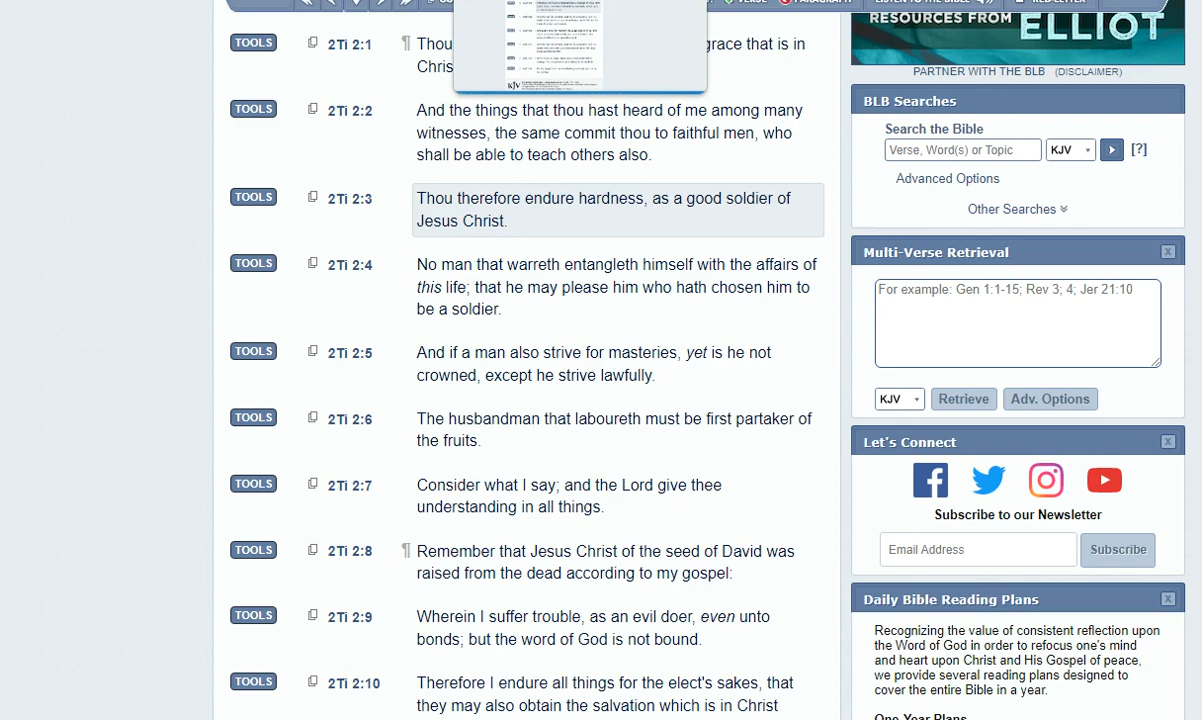 VERSE
PARAGRAPH
LISTEN TO THE BIBLE
RED-LETTER
TOOLS 2Ti 2:1 ¶ Thou grace that is in
Chris
TOOLS 2Ti 2:2 And the things that thou hast heard of me among many
witnesses, the same commit thou to faithful men, who
shall be able to teach others also.
TOOLS 2Ti 2:3 Thou therefore endure hardness, as a good soldier of
Jesus Christ.
TOOLS 2Ti 2:4 No man that warreth entangleth himself with the affairs of
this life; that he may please him who hath chosen him to
be a soldier.
TOOLS 2Ti 2:5 And if a man also strive for masteries, yet is he not
crowned, except he strive lawfully.
TOOLS 2Ti 2:6 The husbandman that laboureth must be first partaker of
the fruits.
TOOLS 2Ti 2:7 Consider what I say; and the Lord give thee
understanding in all things.
TOOLS 2Ti 2:8 ¶ Remember that Jesus Christ of the seed of David was
raised from the dead according to my gospel:
TOOLS 2Ti 2:9 Wherein I suffer trouble, as an evil doer, even unto
bonds; but the word of God is not bound.
TOOLS 2Ti 2:10 Therefore I endure all things for the elect's sakes, that
they may also obtain the salvation which is in Christ
KJV
RESOURCES FROM
ELLIOT
PARTNER WITH THE BLB (DISCLAIMER)
BLB Searches
Search the Bible
Verse, Word(s) or Topic KJV [?]
Advanced Options
Other Searches
Multi-Verse Retrieval x
For example: Gen 1:1-15; Rev 3; 4; Jer 21:10
KJV Retrieve Adv. Options
Let's Connect x
Subscribe to our Newsletter
Email Address Subscribe
Daily Bible Reading Plans x
Recognizing the value of consistent reflection upon
the Word of God in order to refocus one's mind
and heart upon Christ and His Gospel of peace,
we provide several reading plans designed to
cover the entire Bible in a year.
One Year Plans